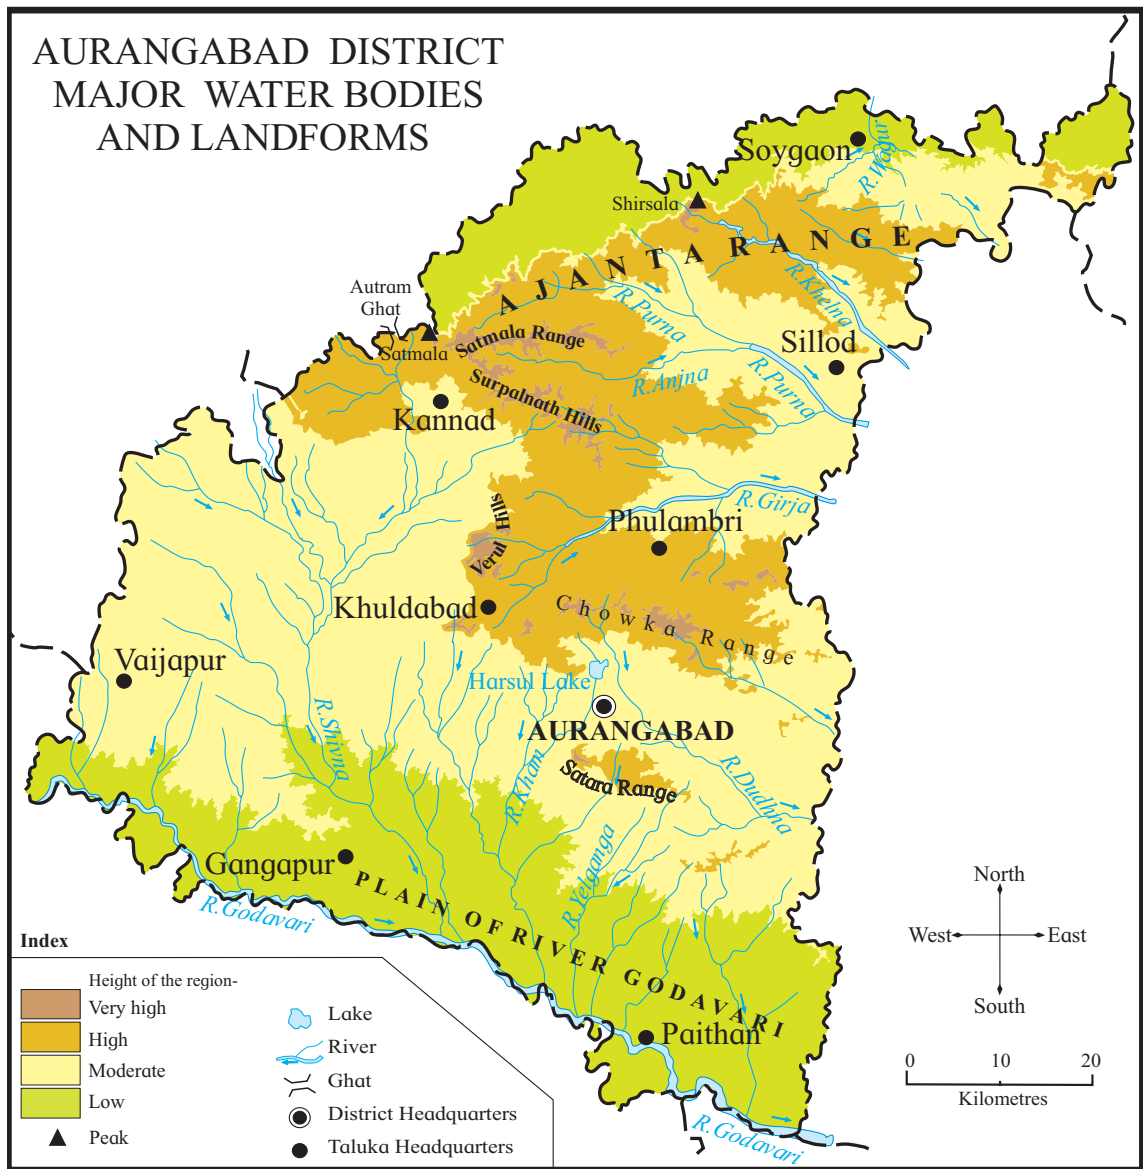 AURANGABAD DISTRICT
MAJOR WATER BODIES
AND LANDFORMS
Soygaon
R.Wagur
Shirsala
AJANTA RANGE
Autram
Ghat
Satmala
Satmala Range
R.Purna
R.Khelna
Sillod
Surpalnath Hills
R.Anjna
R.Purna
Kannad
R.Girja
Verul Hills
Phulambri
Khuldabad
Chowka Range
Vaijapur
Harsul Lake
AURANGABAD
R.Shivna
R.Kham
Satara Range
R.Dudhna
Gangapur
R.Yelganga
PLAIN OF RIVER GODAVARI
R.Godavari
Paithan
R.Godavari
North
West
East
South
0 10 20
Kilometres
Index
Height of the region-
Very high
High
Moderate
Low
Peak
Lake
River
Ghat
District Headquarters
Taluka Headquarters